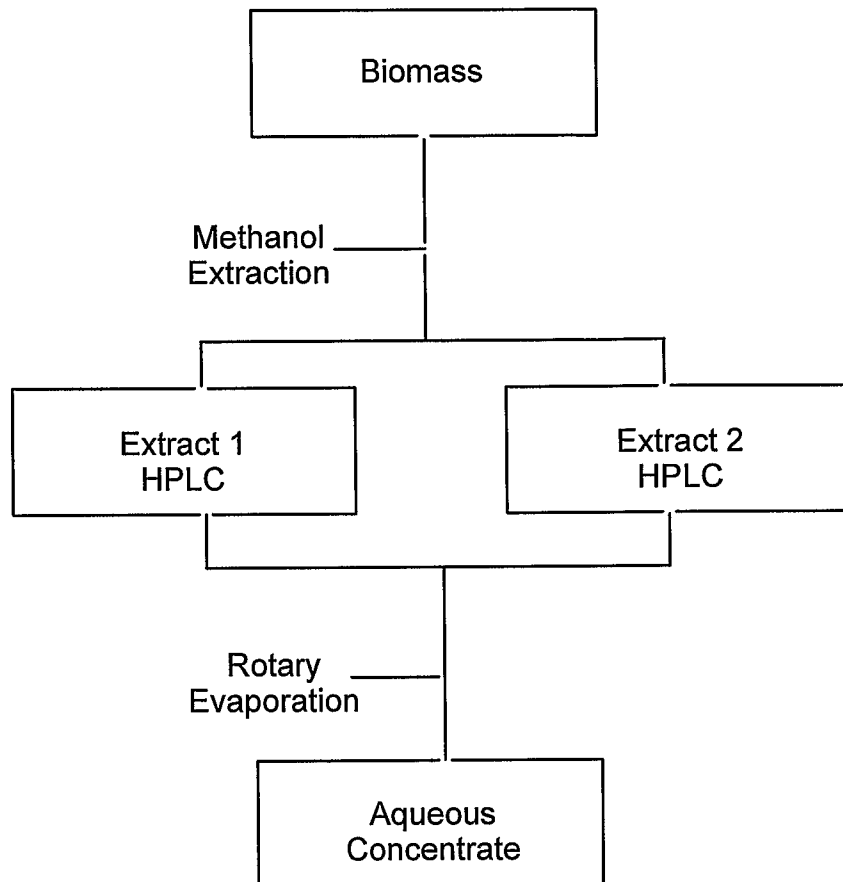 Biomass
Methanol
Extraction
Extract 1
HPLC
Extract 2
HPLC
Rotary
Evaporation
Aqueous
Concentrate